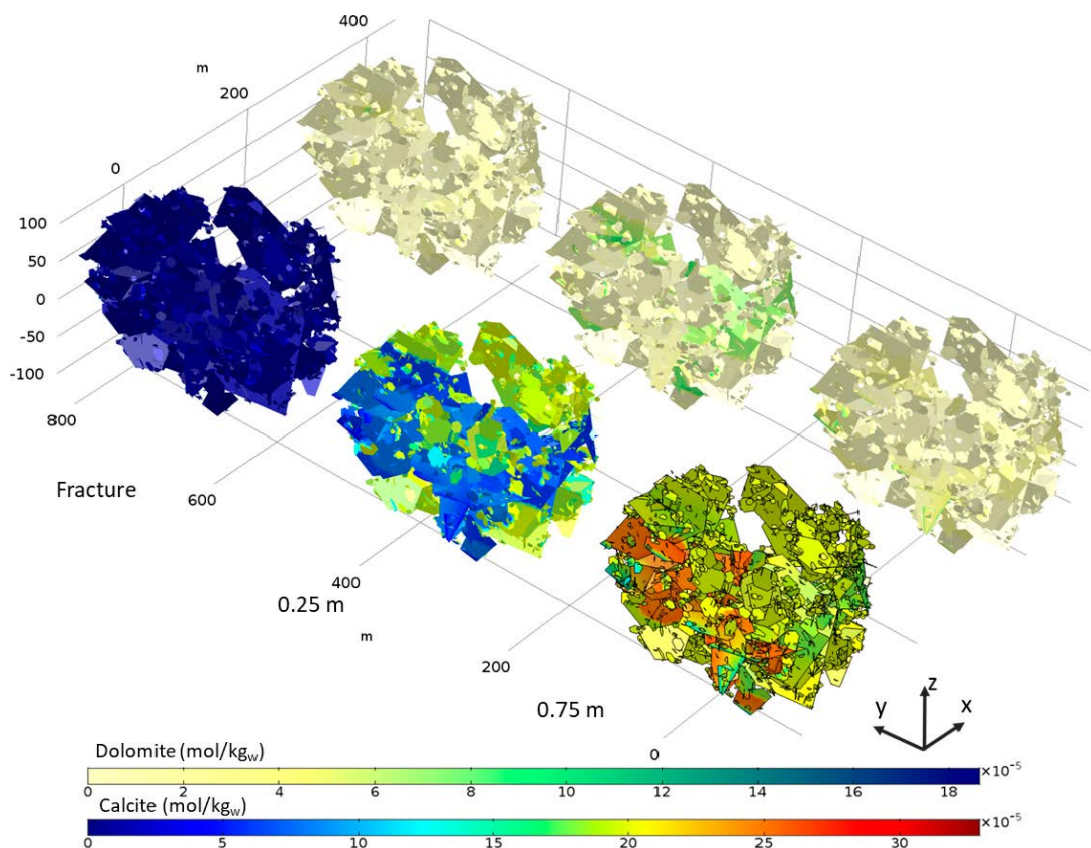 400
m
200
0
100
50
0
-50
-100
800
Fracture
600
400
0.25 m
m
200
0.75 m
0
z
y
x
Dolomite (mol/kgw)
0 2 4 6 8 10 12 14 16 18 ×10⁻⁵
Calcite (mol/kgw)
0 5 10 15 20 25 30 ×10⁻⁵